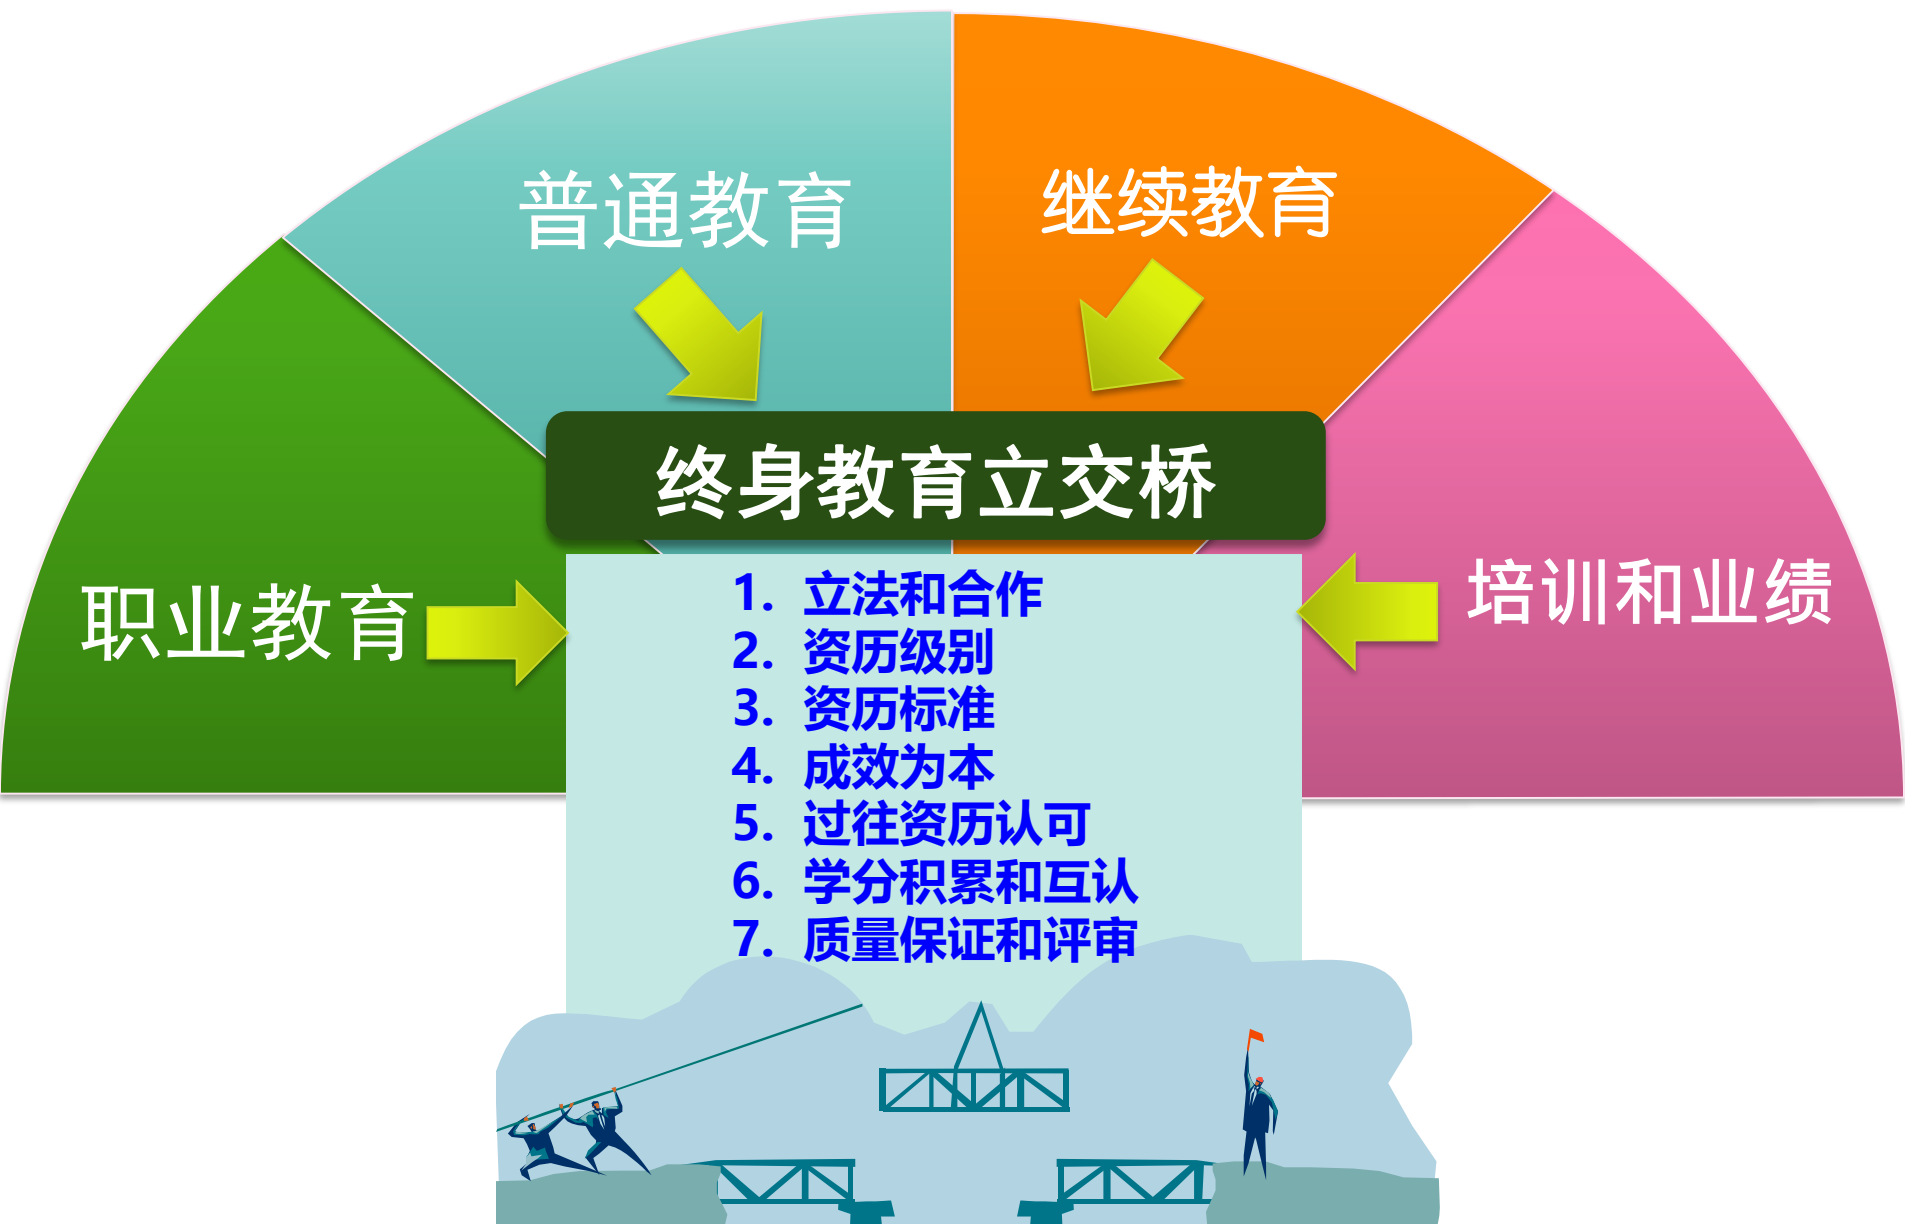 普通教育
继续教育
终身教育立交桥
职业教育
培训和业绩
1. 立法和合作
2. 资历级别
3. 资历标准
4. 成效为本
5. 过往资历认可
6. 学分积累和互认
7. 质量保证和评审